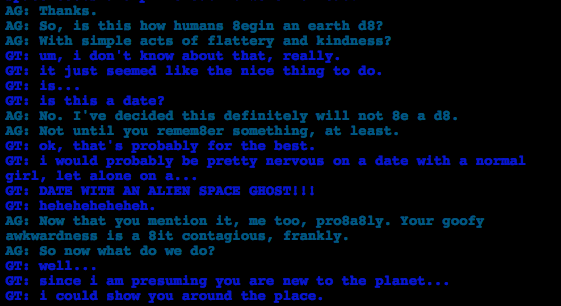 AG: Thanks.
AG: So, is this how humans 8egin an earth d8?
AG: With simple acts of flattery and kindness?
GT: um, i don't know about that, really.
GT: it just seemed like the nice thing to do.
GT: is...
GT: is this a date?
AG: No. I've decided this definitely will not 8e a d8.
AG: Not until you remem8er something, at least.
GT: ok, that's probably for the best.
GT: i would probably be pretty nervous on a date with a normal
girl, let alone on a...
GT: DATE WITH AN ALIEN SPACE GHOST!!!
GT: heheheheheheh.
AG: Now that you mention it, me too, pro8a8ly. Your goofy
awkwardness is a 8it contagious, frankly.
AG: So now what do we do?
GT: well...
GT: since i am presuming you are new to the planet...
GT: i could show you around the place.